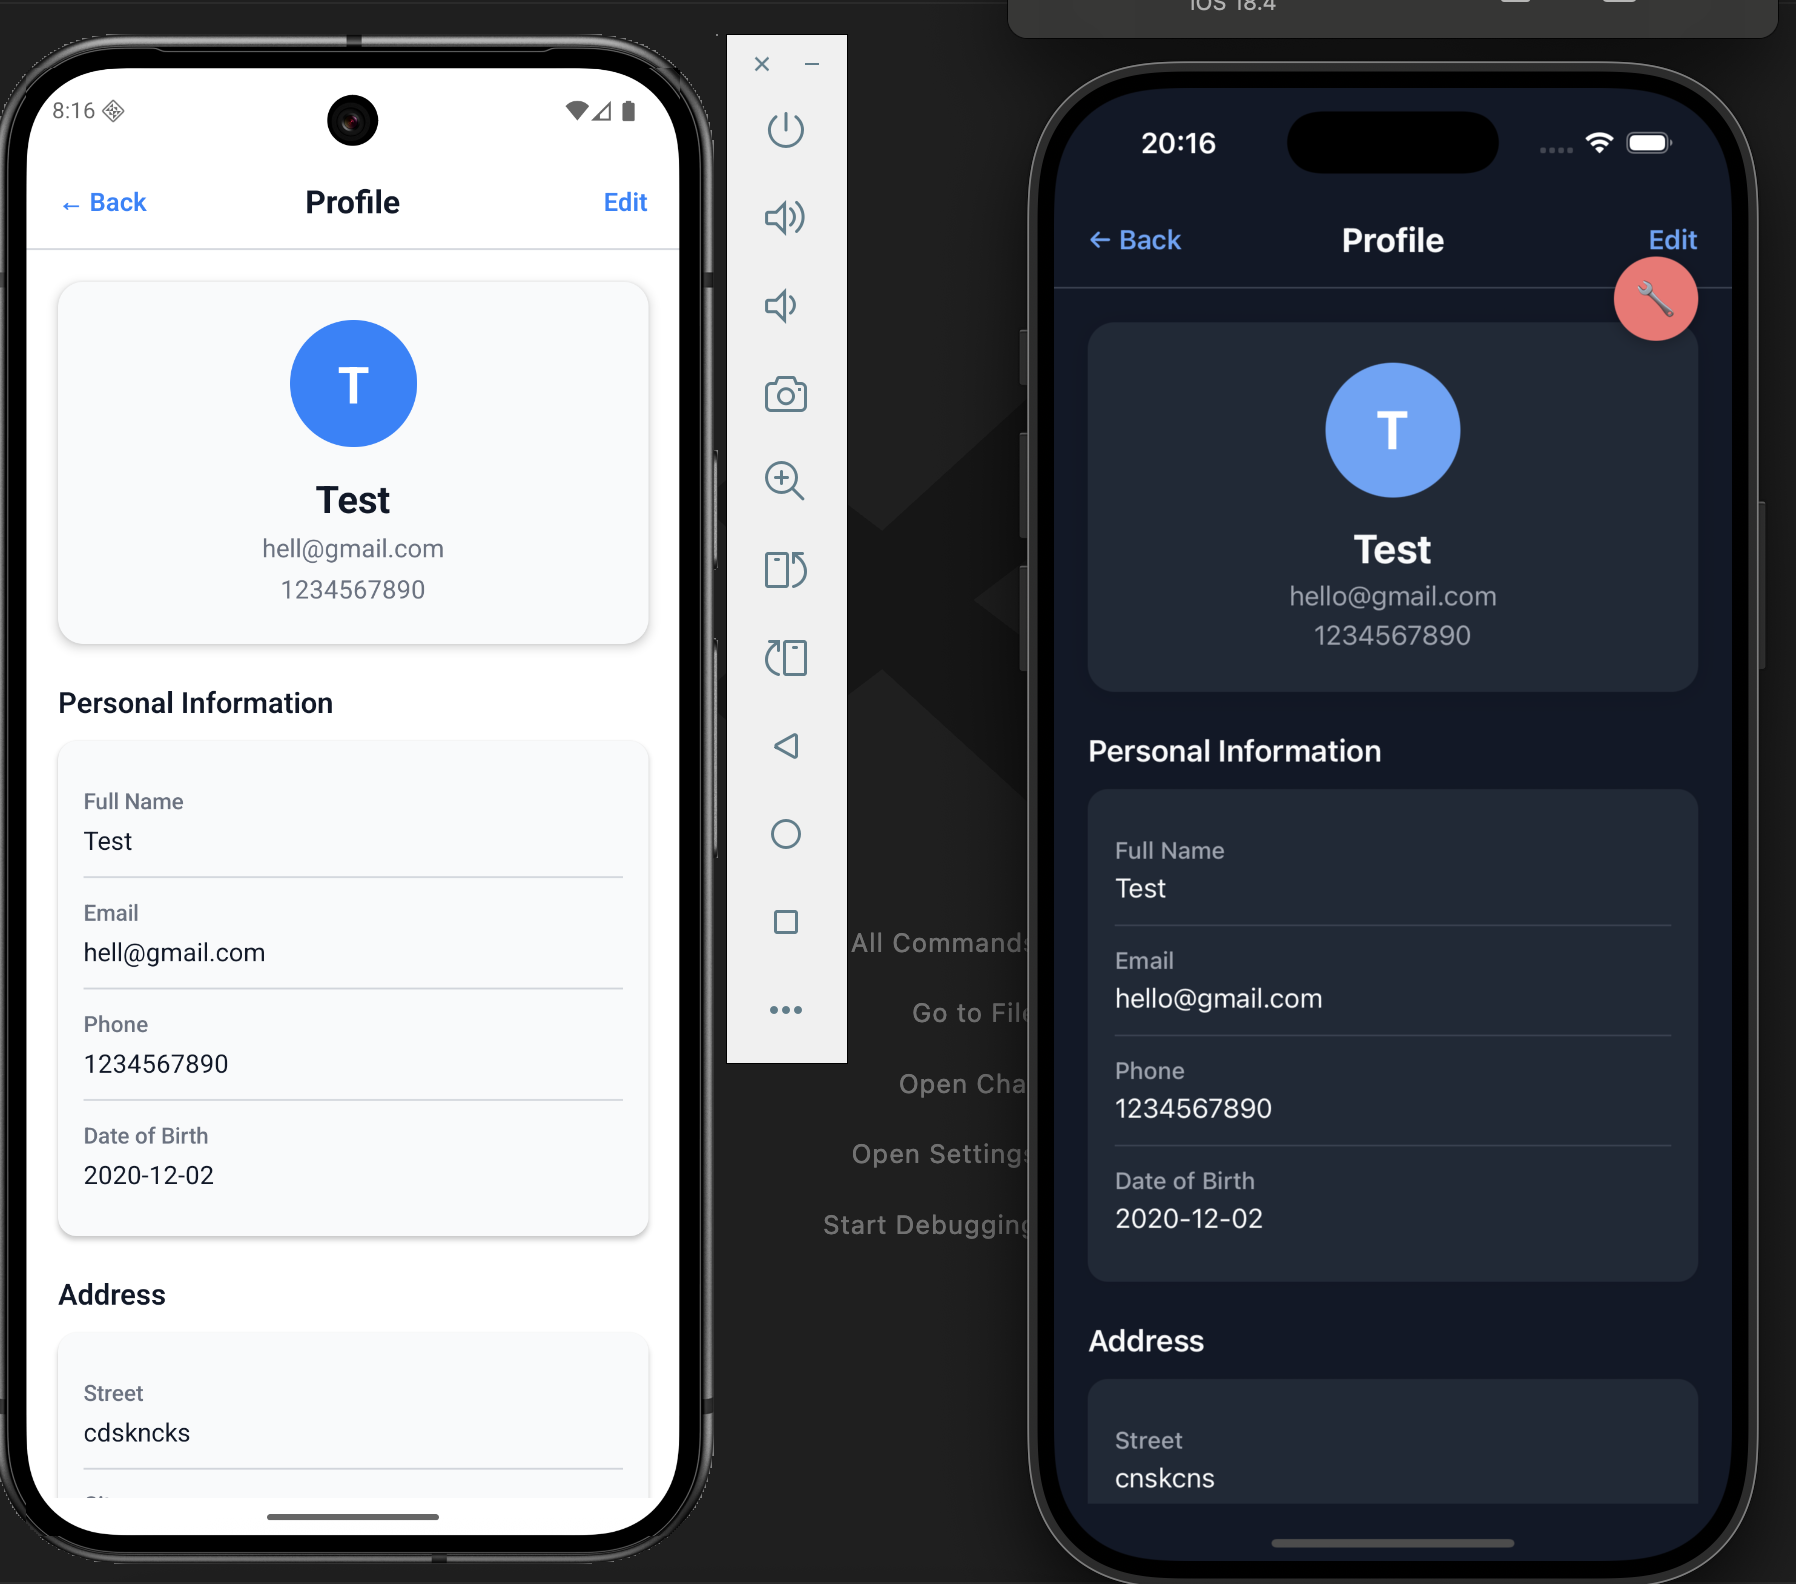 8:16
← Back
Profile
Edit
T
Test
hell@gmail.com
1234567890
Personal Information
Full Name
Test
Email
hell@gmail.com
Phone
1234567890
Date of Birth
2020-12-02
Address
Street
cdskncks
All Commands
Go to File
Open Cha
Open Settings
Start Debugging
iOS 18.4
20:16
← Back
Profile
Edit
T
Test
hello@gmail.com
1234567890
Personal Information
Full Name
Test
Email
hello@gmail.com
Phone
1234567890
Date of Birth
2020-12-02
Address
Street
cnskcns